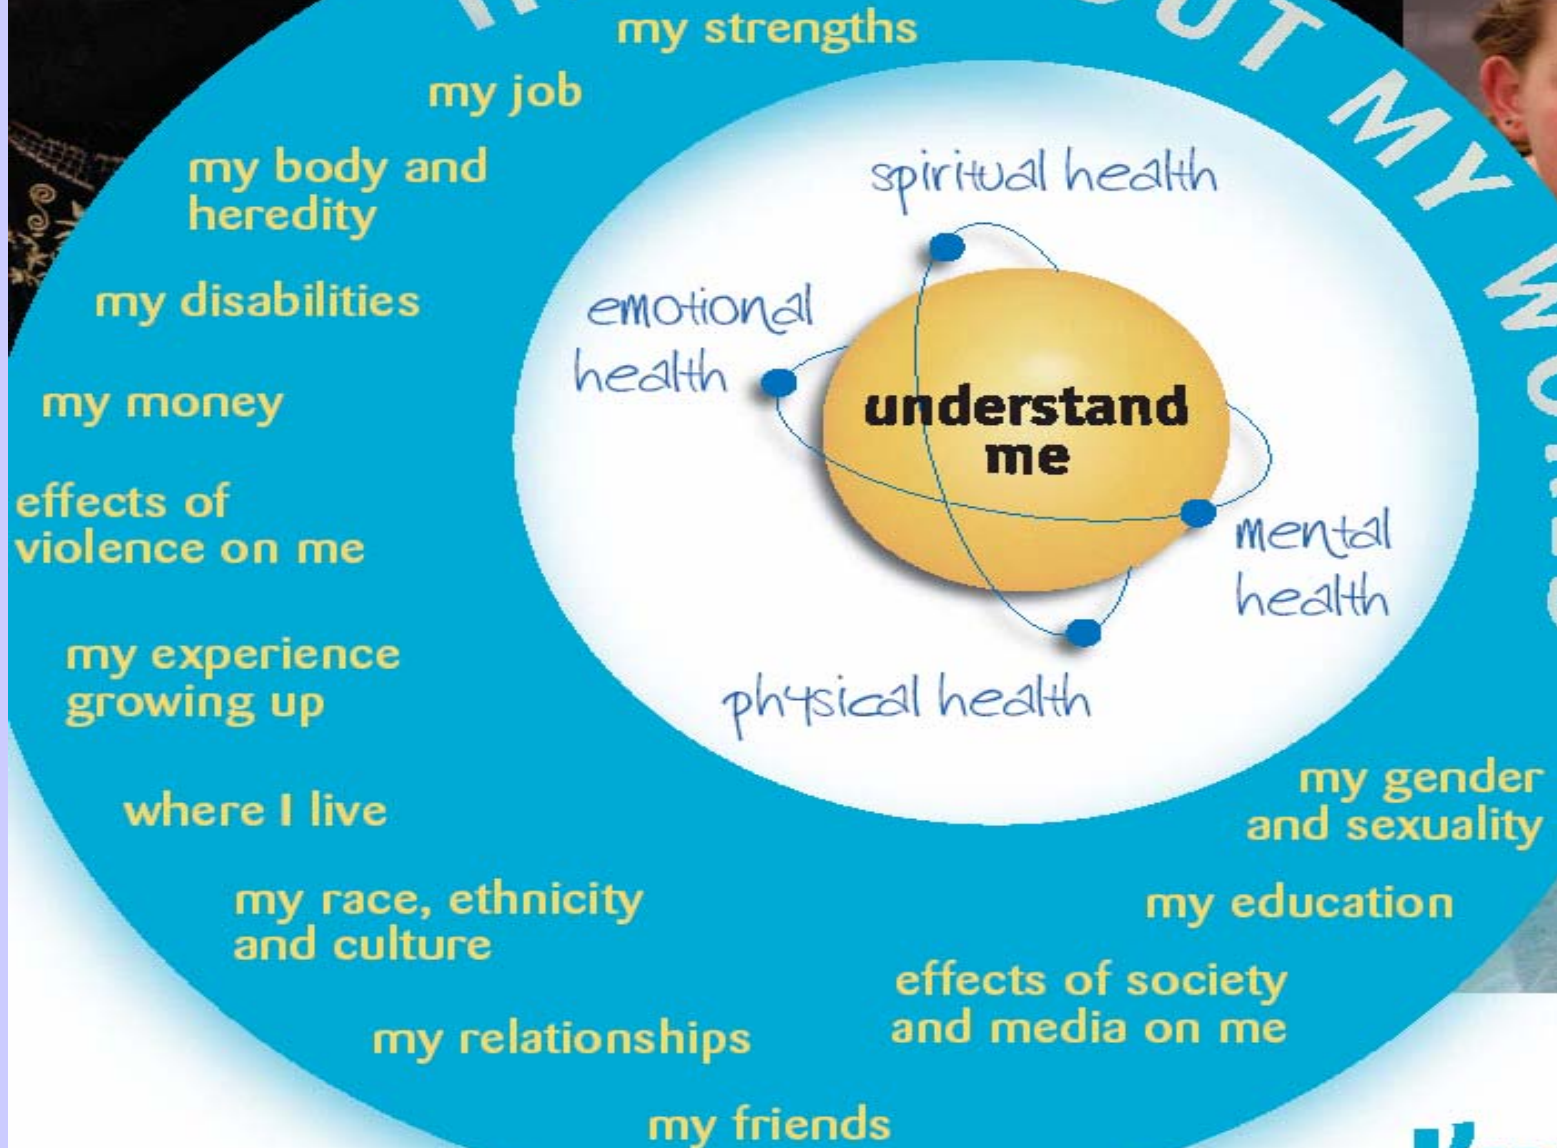 OUT MY
my strengths
my job
my body and
heredity
my disabilities
my money
effects of
violence on me
my experience
growing up
where I live
my race, ethnicity
and culture
my relationships
my friends
effects of society
and media on me
my education
my gender
and sexuality
spiritual health
emotional
health
understand
me
mental
health
physical health